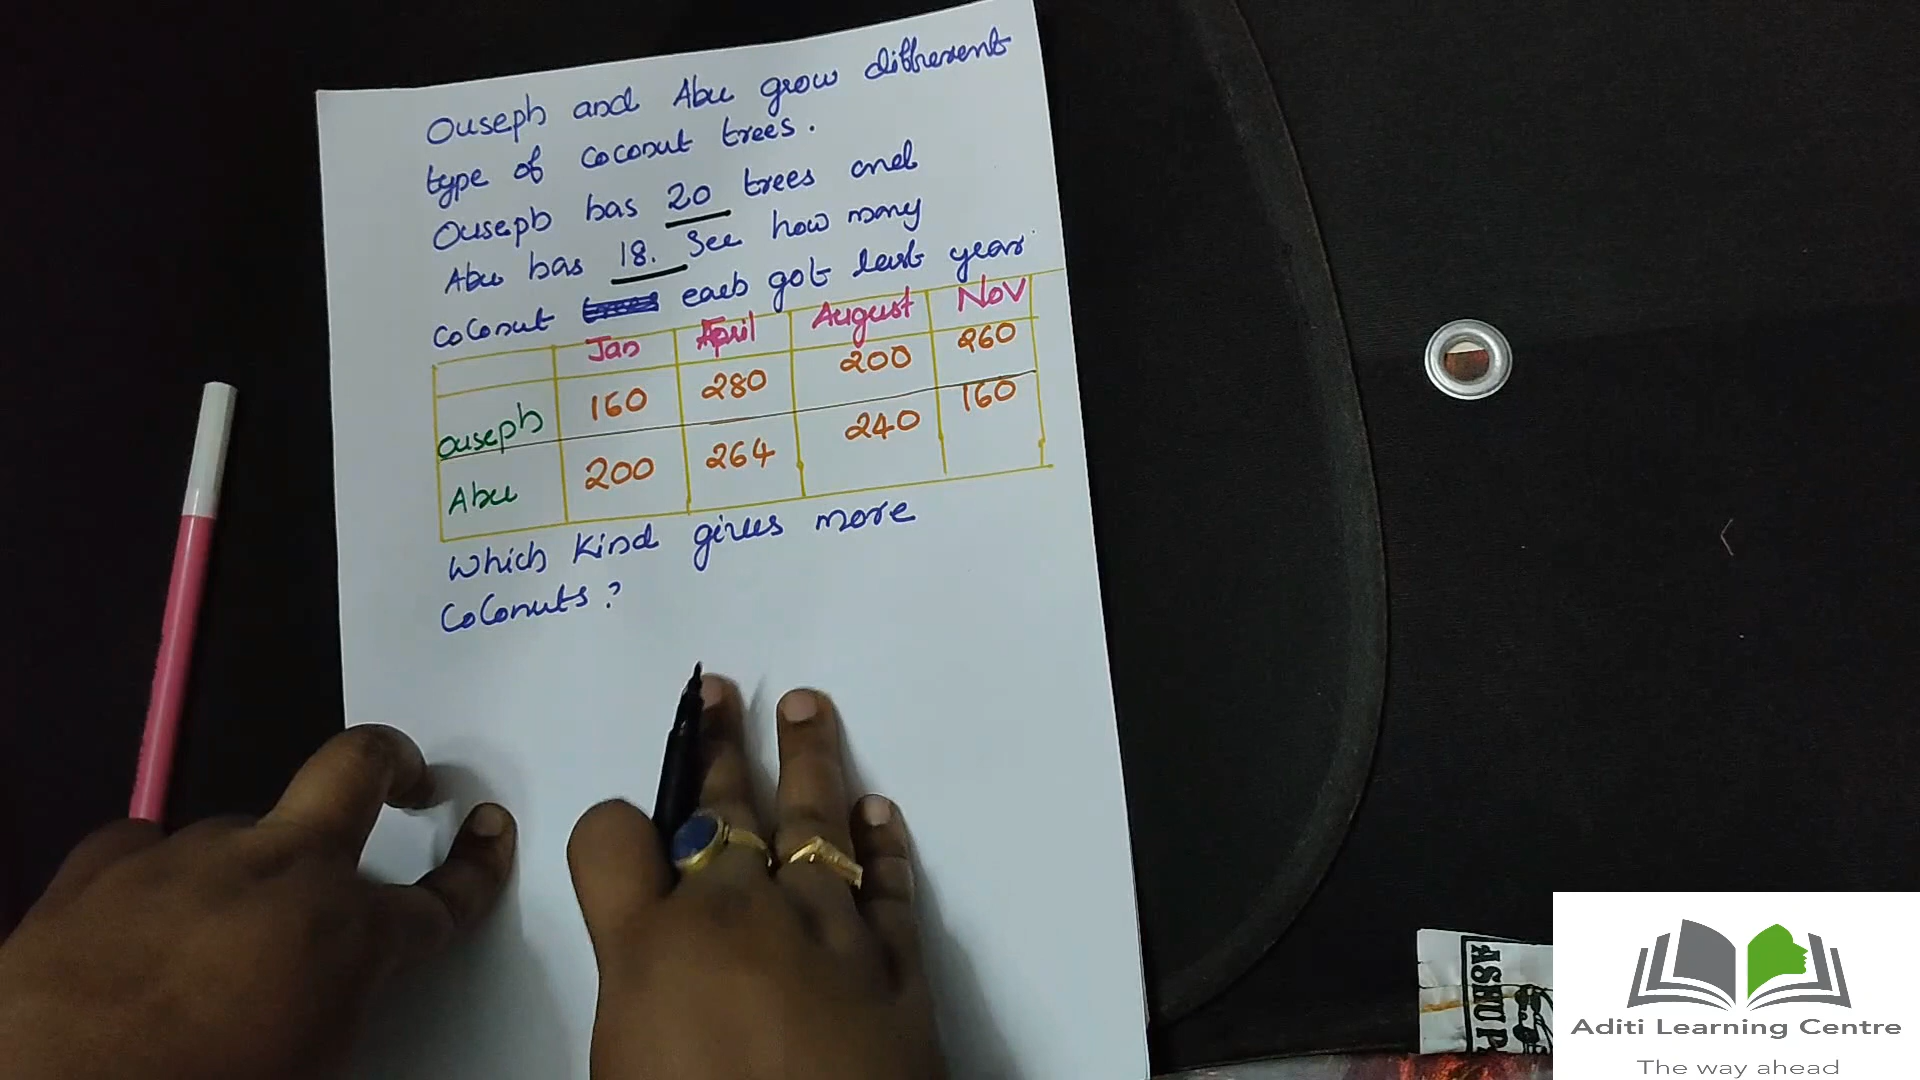 Ouseph and Abu grow different
type of coconut trees.
Ouseph has 20 trees and
Abu has 18. See how many
coconut each got last year
Jan April August Nov
Ouseph 160 280 200 260
Abu 200 264 240 160
Which kind gives more
coconuts?
ASHUP
Aditi Learning Centre
The way ahead